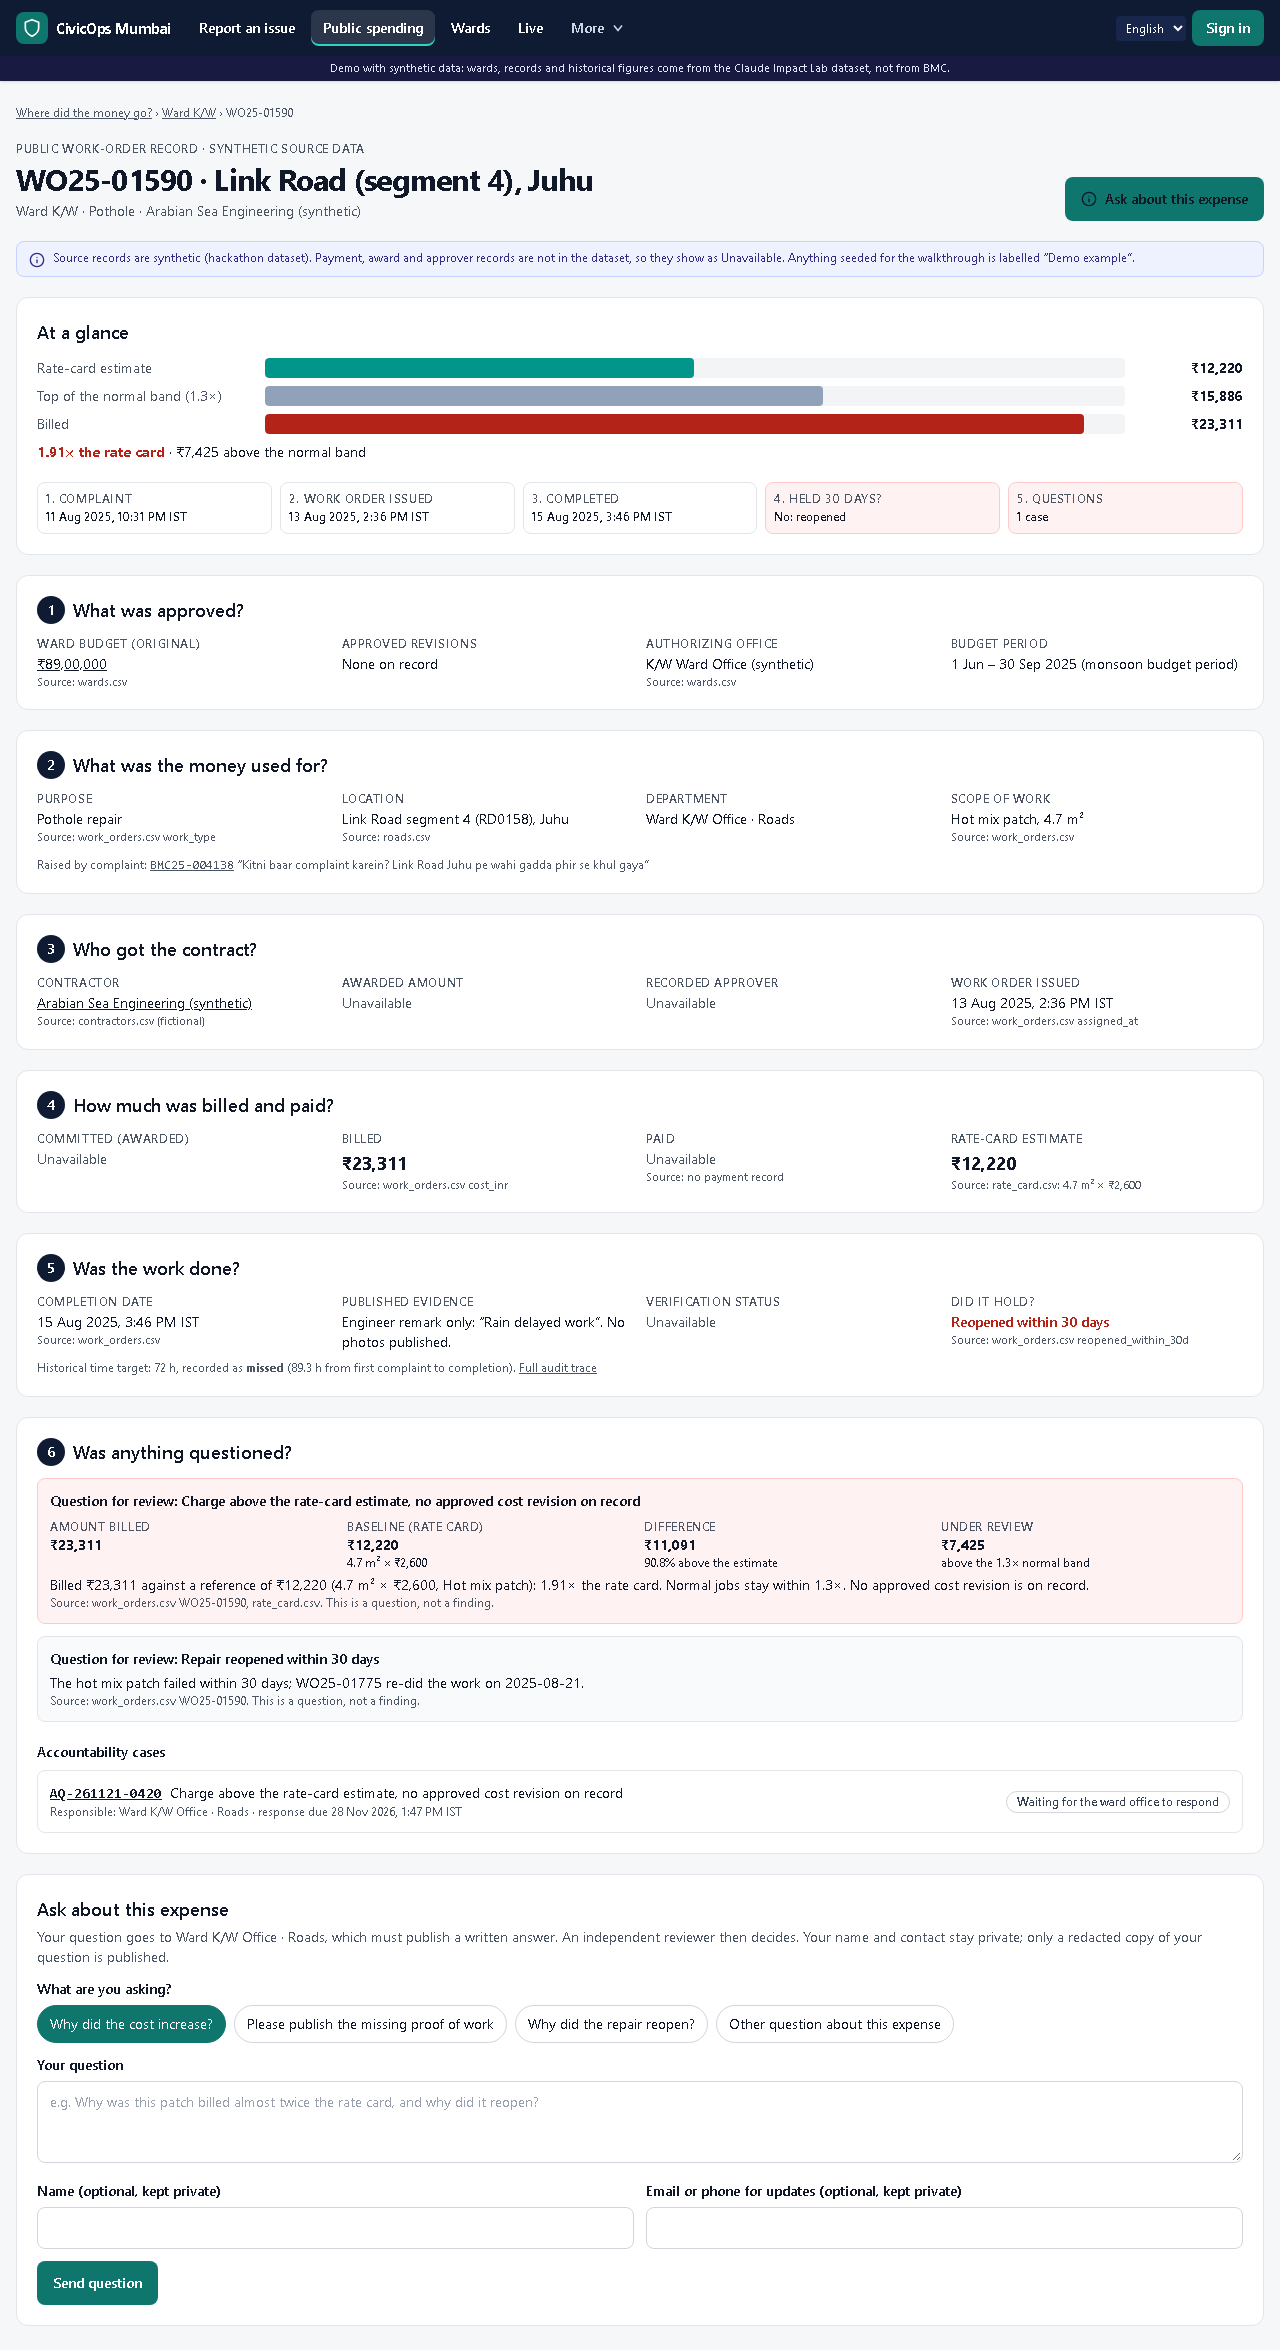 CivicOps Mumbai Report an issue Public spending Wards Live More English Sign in
Demo with synthetic data: wards, records and historical figures come from the Claude Impact Lab dataset, not from BMC.
Where did the money go? › Ward K/W › WO25-01590
PUBLIC WORK-ORDER RECORD · SYNTHETIC SOURCE DATA
WO25-01590 · Link Road (segment 4), Juhu
Ward K/W · Pothole · Arabian Sea Engineering (synthetic)
Ask about this expense
Source records are synthetic (hackathon dataset). Payment, award and approver records are not in the dataset, so they show as Unavailable. Anything seeded for the walkthrough is labelled "Demo example".
At a glance
Rate-card estimate ₹12,220
Top of the normal band (1.3×) ₹15,886
Billed ₹23,311
1.91× the rate card · ₹7,425 above the normal band
1. COMPLAINT
11 Aug 2025, 10:31 PM IST
2. WORK ORDER ISSUED
13 Aug 2025, 2:36 PM IST
3. COMPLETED
15 Aug 2025, 3:46 PM IST
4. HELD 30 DAYS?
No: reopened
5. QUESTIONS
1 case
1 What was approved?
WARD BUDGET (ORIGINAL)
₹89,00,000
Source: wards.csv
APPROVED REVISIONS
None on record
AUTHORIZING OFFICE
K/W Ward Office (synthetic)
Source: wards.csv
BUDGET PERIOD
1 Jun – 30 Sep 2025 (monsoon budget period)
2 What was the money used for?
PURPOSE
Pothole repair
Source: work_orders.csv work_type
LOCATION
Link Road segment 4 (RD0158), Juhu
Source: roads.csv
DEPARTMENT
Ward K/W Office · Roads
SCOPE OF WORK
Hot mix patch, 4.7 m²
Source: work_orders.csv
Raised by complaint: BMC25-004138 "Kitni baar complaint karein? Link Road Juhu pe wahi gadda phir se khul gaya"
3 Who got the contract?
CONTRACTOR
Arabian Sea Engineering (synthetic)
Source: contractors.csv (fictional)
AWARDED AMOUNT
Unavailable
RECORDED APPROVER
Unavailable
WORK ORDER ISSUED
13 Aug 2025, 2:36 PM IST
Source: work_orders.csv assigned_at
4 How much was billed and paid?
COMMITTED (AWARDED)
Unavailable
BILLED
₹23,311
Source: work_orders.csv cost_inr
PAID
Unavailable
Source: no payment record
RATE-CARD ESTIMATE
₹12,220
Source: rate_card.csv: 4.7 m² × ₹2,600
5 Was the work done?
COMPLETION DATE
15 Aug 2025, 3:46 PM IST
Source: work_orders.csv
PUBLISHED EVIDENCE
Engineer remark only: "Rain delayed work". No
photos published.
VERIFICATION STATUS
Unavailable
DID IT HOLD?
Reopened within 30 days
Source: work_orders.csv reopened_within_30d
Historical time target: 72 h, recorded as missed (89.3 h from first complaint to completion). Full audit trace
6 Was anything questioned?
Question for review: Charge above the rate-card estimate, no approved cost revision on record
AMOUNT BILLED
₹23,311
BASELINE (RATE CARD)
₹12,220
4.7 m² × ₹2,600
DIFFERENCE
₹11,091
90.8% above the estimate
UNDER REVIEW
₹7,425
above the 1.3× normal band
Billed ₹23,311 against a reference of ₹12,220 (4.7 m² × ₹2,600, Hot mix patch): 1.91× the rate card. Normal jobs stay within 1.3×. No approved cost revision is on record.
Source: work_orders.csv WO25-01590, rate_card.csv. This is a question, not a finding.
Question for review: Repair reopened within 30 days
The hot mix patch failed within 30 days; WO25-01775 re-did the work on 2025-08-21.
Source: work_orders.csv WO25-01590. This is a question, not a finding.
Accountability cases
AQ-261121-0420 Charge above the rate-card estimate, no approved cost revision on record
Responsible: Ward K/W Office · Roads · response due 28 Nov 2026, 1:47 PM IST
Waiting for the ward office to respond
Ask about this expense
Your question goes to Ward K/W Office · Roads, which must publish a written answer. An independent reviewer then decides. Your name and contact stay private; only a redacted copy of your
question is published.
What are you asking?
Why did the cost increase? Please publish the missing proof of work Why did the repair reopen? Other question about this expense
Your question
e.g. Why was this patch billed almost twice the rate card, and why did it reopen?
Name (optional, kept private) Email or phone for updates (optional, kept private)
Send question